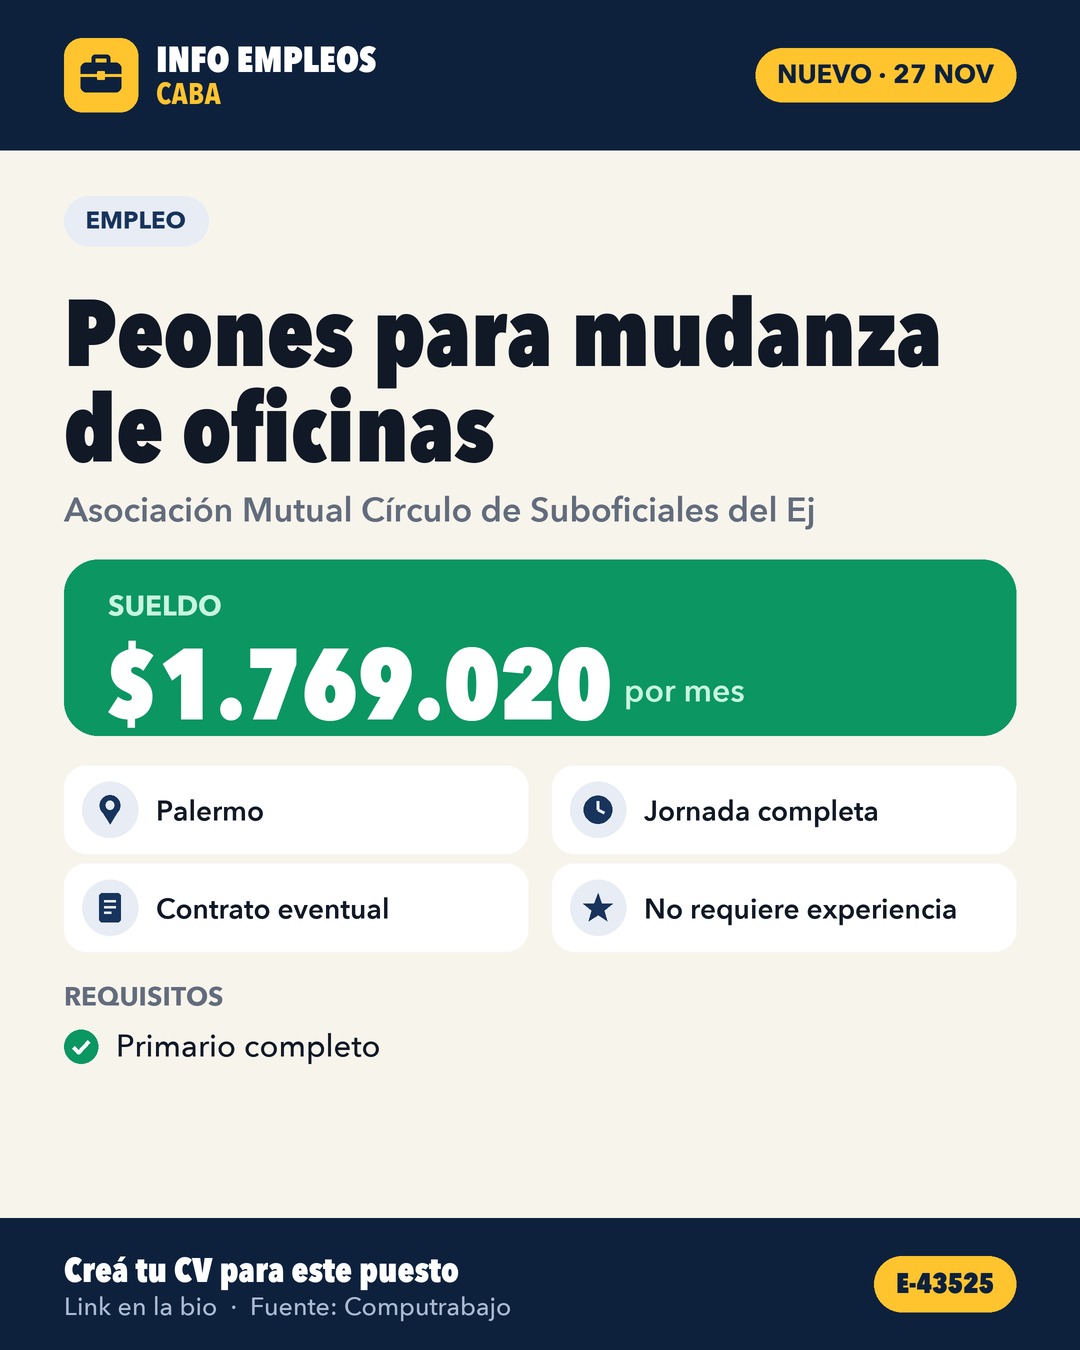 INFO EMPLEOS
CABA
NUEVO · 27 NOV
EMPLEO
Peones para mudanza
de oficinas
Asociación Mutual Círculo de Suboficiales del Ej
SUELDO
$1.769.020 por mes
Palermo
Jornada completa
Contrato eventual
No requiere experiencia
REQUISITOS
Primario completo
Creá tu CV para este puesto
Link en la bio · Fuente: Computrabajo
E-43525